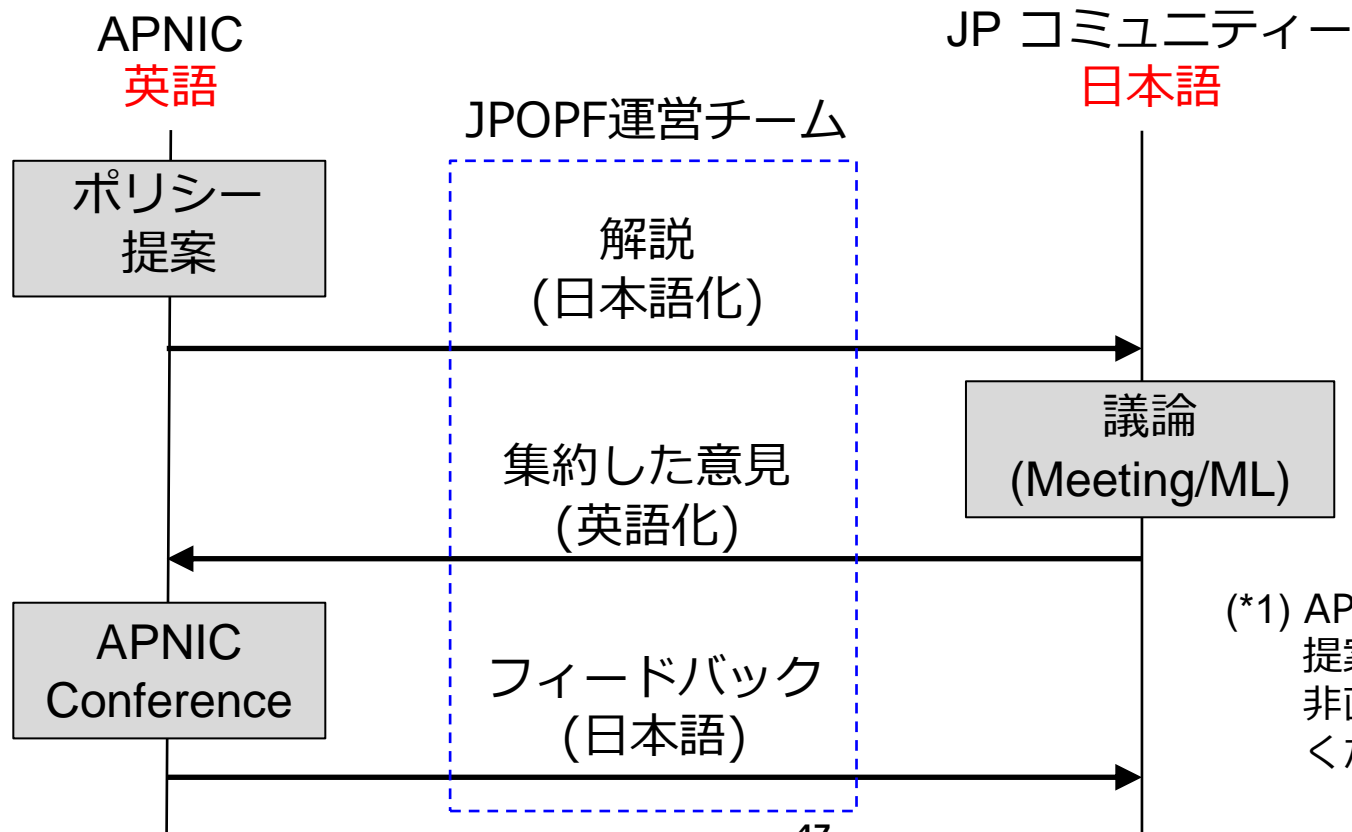 APNIC
英語
JP コミュニティー
日本語
JPOPF運営チーム
ポリシー
提案
解説
(日本語化)
議論
(Meeting/ML)
集約した意見
(英語化)
APNIC
Conference
フィードバック
(日本語)
(*1) AP
提案